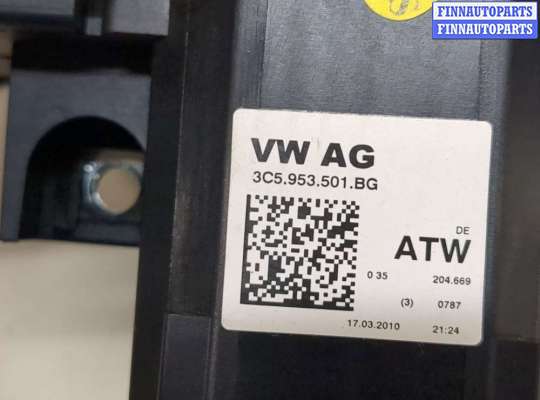 FINNAUTOPARTS
FINNAUTOPARTS
VW AG
3C5.953.501.BG
DE
ATW
0 35 204.669
(3) 0787
17.03.2010 21:24